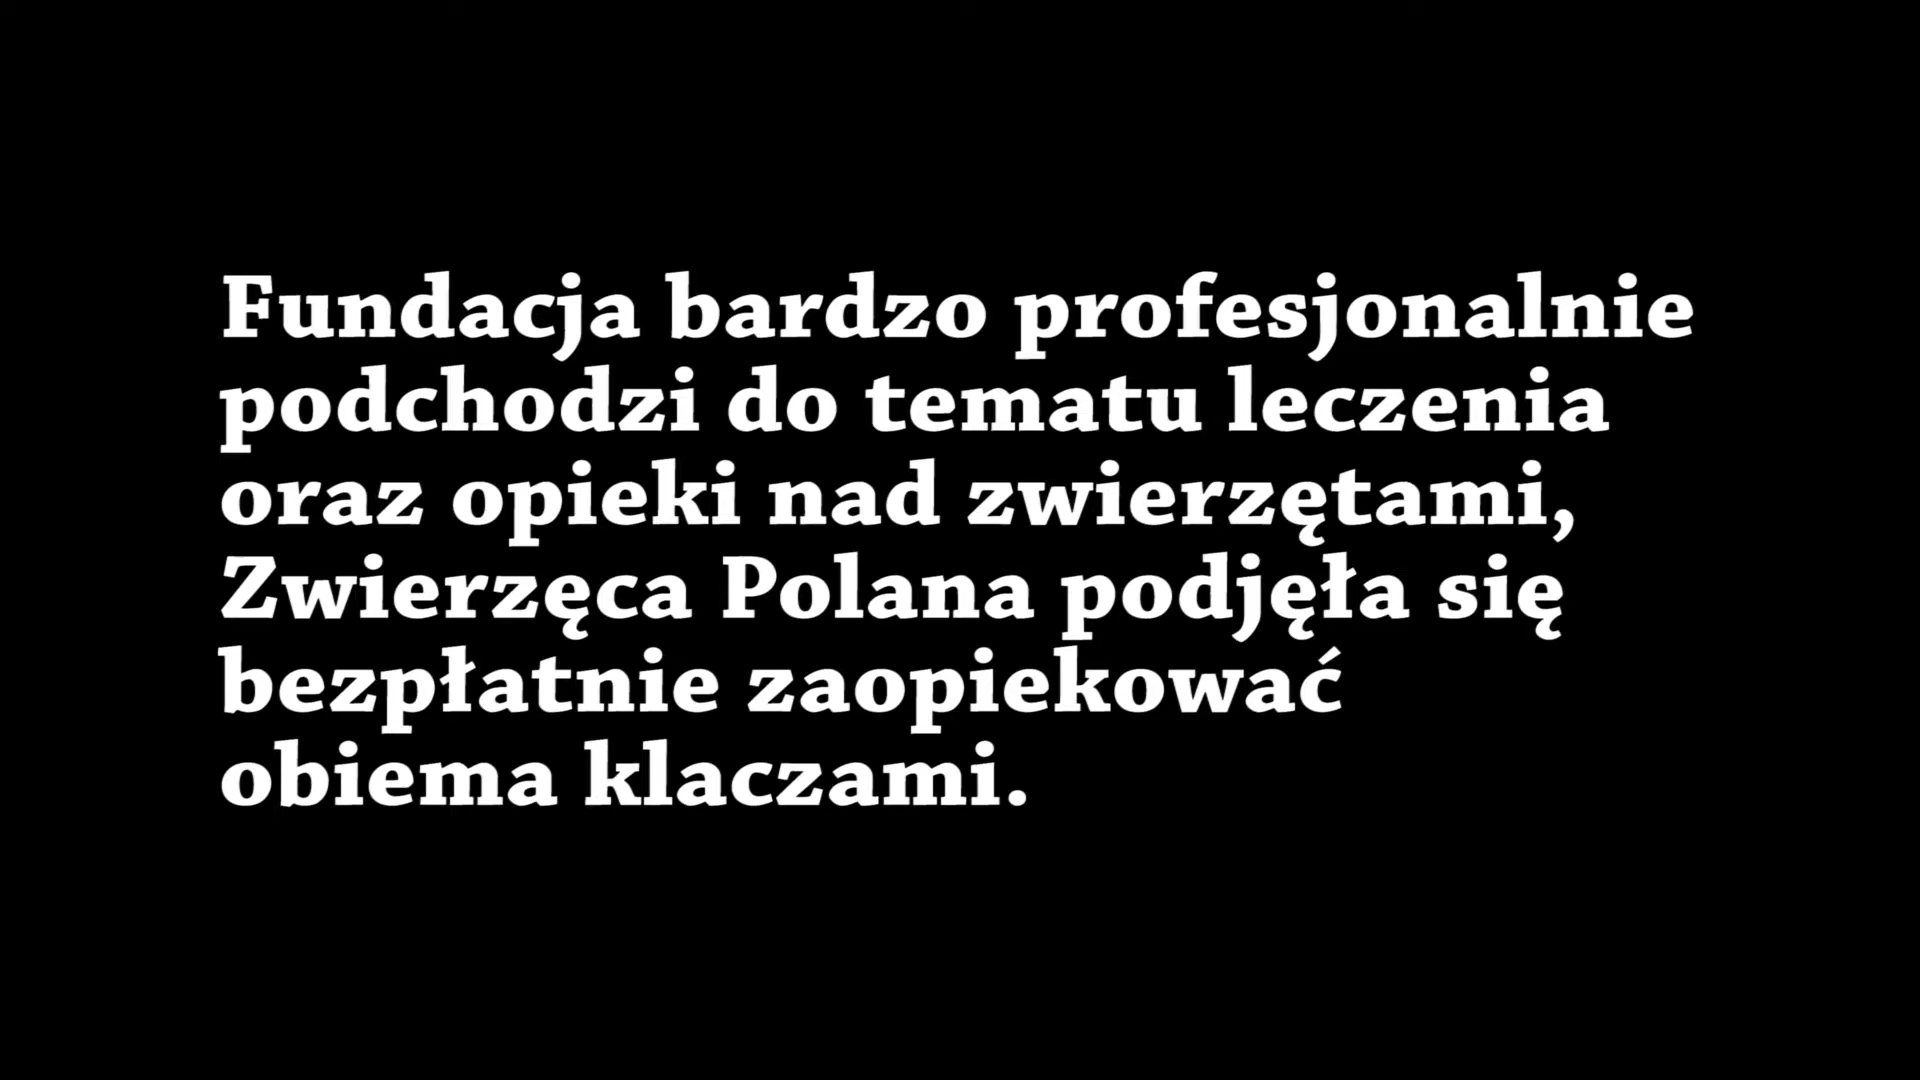 Fundacja bardzo profesjonalnie
podchodzi do tematu leczenia
oraz opieki nad zwierzętami,
Zwierzęca Polana podjęła się
bezpłatnie zaopiekować
obiema klaczami.